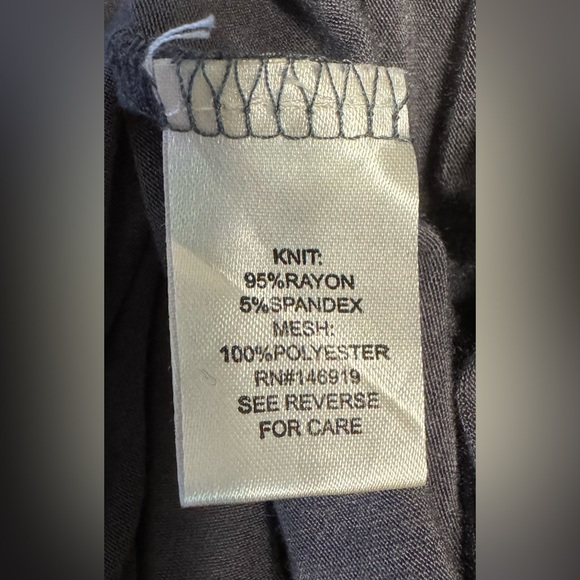 KNIT:
95%RAYON
5%SPANDEX
MESH:
100%POLYESTER
RN#146919
SEE REVERSE
FOR CARE